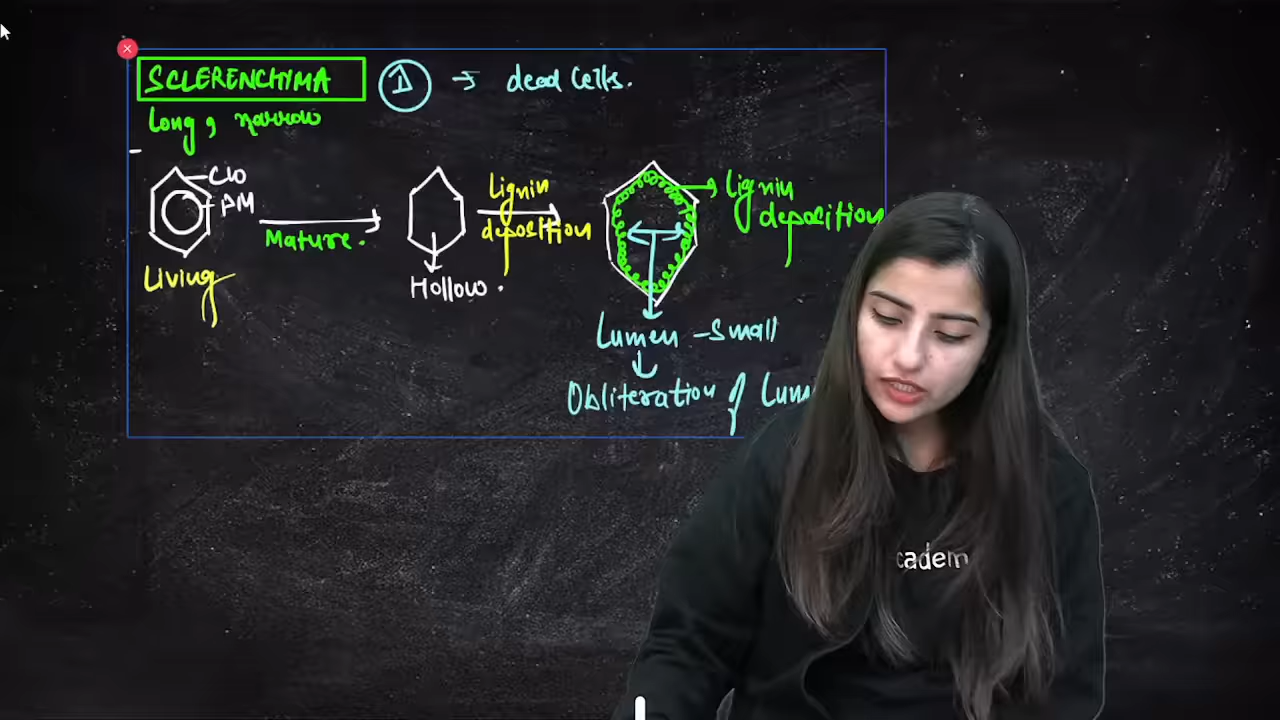 SCLERENCHIMA ① → dead cells.
Long, narrow
CW
PM
Mature.
Living
Hollow.
Lignin
deposition
Lignin
deposition
Lumen - small
Obliteration of Lum
cadem